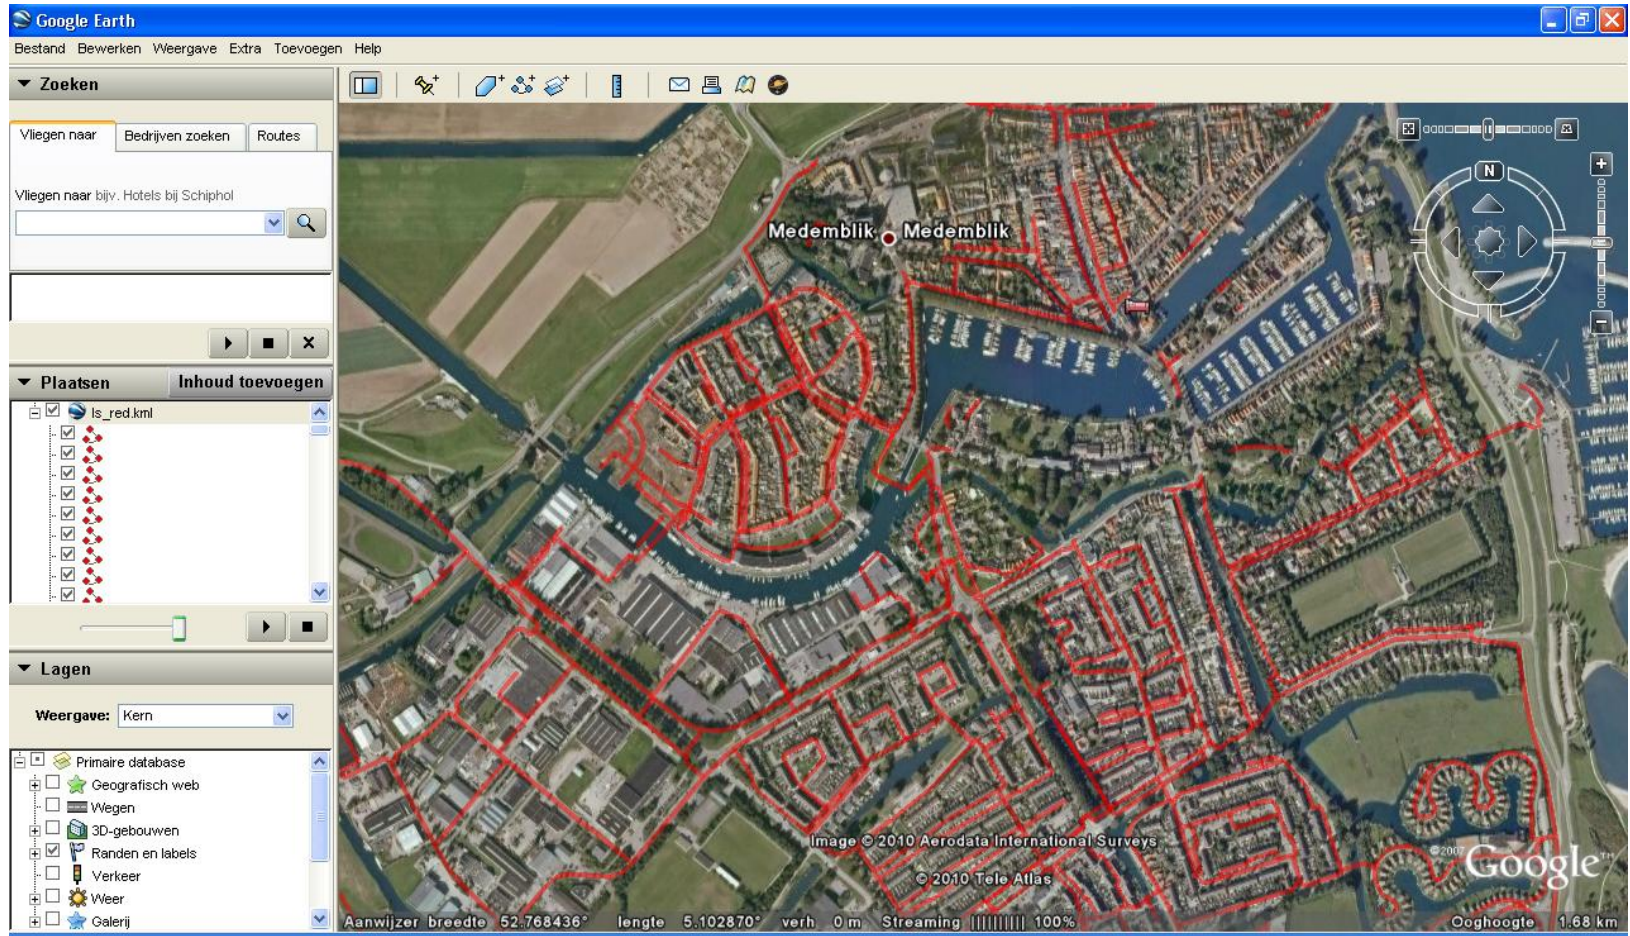 Google Earth
Bestand Bewerken Weergave Extra Toevoegen Help
Zoeken
Vliegen naar Bedrijven zoeken Routes
Vliegen naar bijv. Hotels bij Schiphol
Plaatsen Inhoud toevoegen
ls_red.kml
Lagen
Weergave: Kern
Primaire database
Geografisch web
Wegen
3D-gebouwen
Randen en labels
Verkeer
Weer
Galerij
N
Medemblik Medemblik
Image © 2010 Aerodata International Surveys
© 2010 Tele Atlas
©2007 Google™
Aanwijzer breedte 52.768436° lengte 5.102870° verh 0 m Streaming |||||||||| 100% Ooghoogte 1.68 km